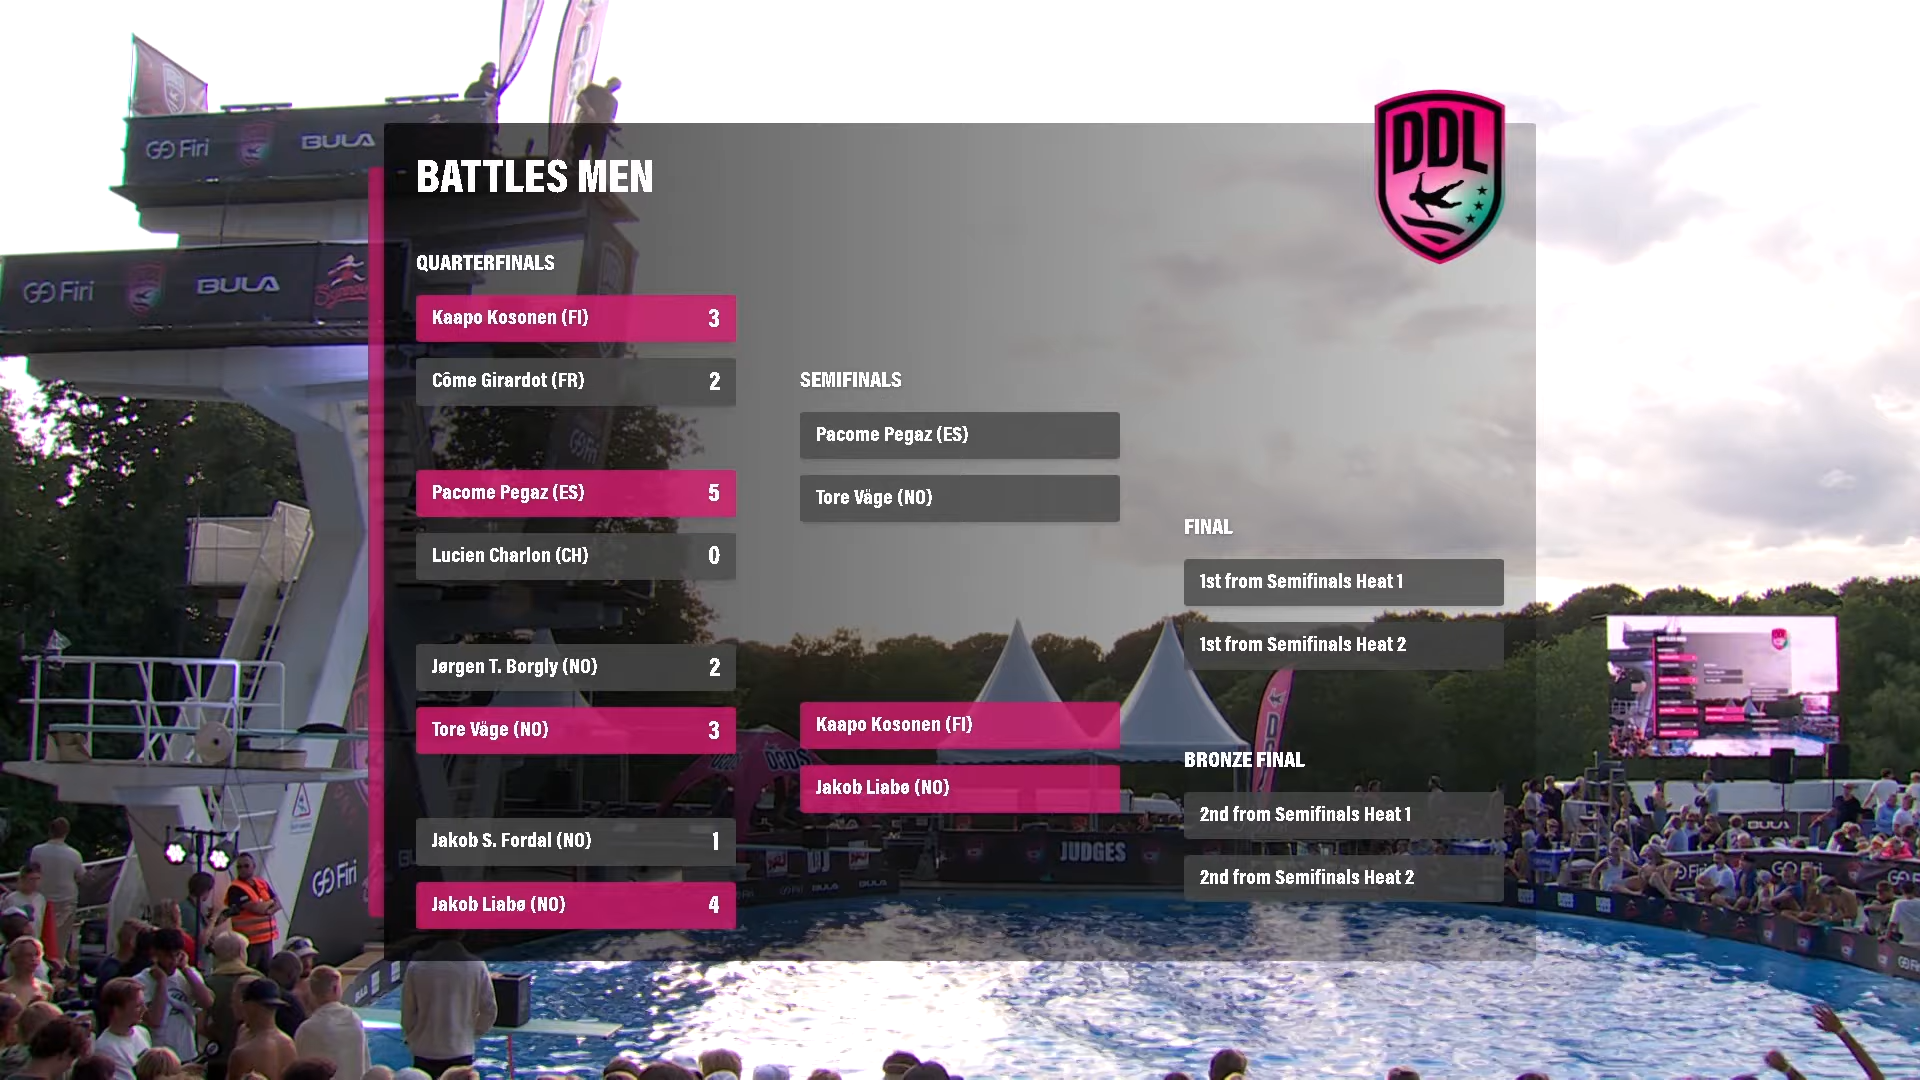 GO Firi
BULA
DDL
BATTLES MEN
GO Firi
BULA
QUARTERFINALS
Kaapo Kosonen (FI) 3
Côme Girardot (FR) 2
SEMIFINALS
Pacome Pegaz (ES)
Tore Våge (NO)
Pacome Pegaz (ES) 5
Lucien Charlon (CH) 0
FINAL
1st from Semifinals Heat 1
1st from Semifinals Heat 2
Jørgen T. Borgly (NO) 2
Tore Våge (NO) 3
Kaapo Kosonen (FI)
Jakob Liabø (NO)
BRONZE FINAL
2nd from Semifinals Heat 1
2nd from Semifinals Heat 2
Jakob S. Fordal (NO) 1
Jakob Liabø (NO) 4
JUDGES
GO Firi
BULA